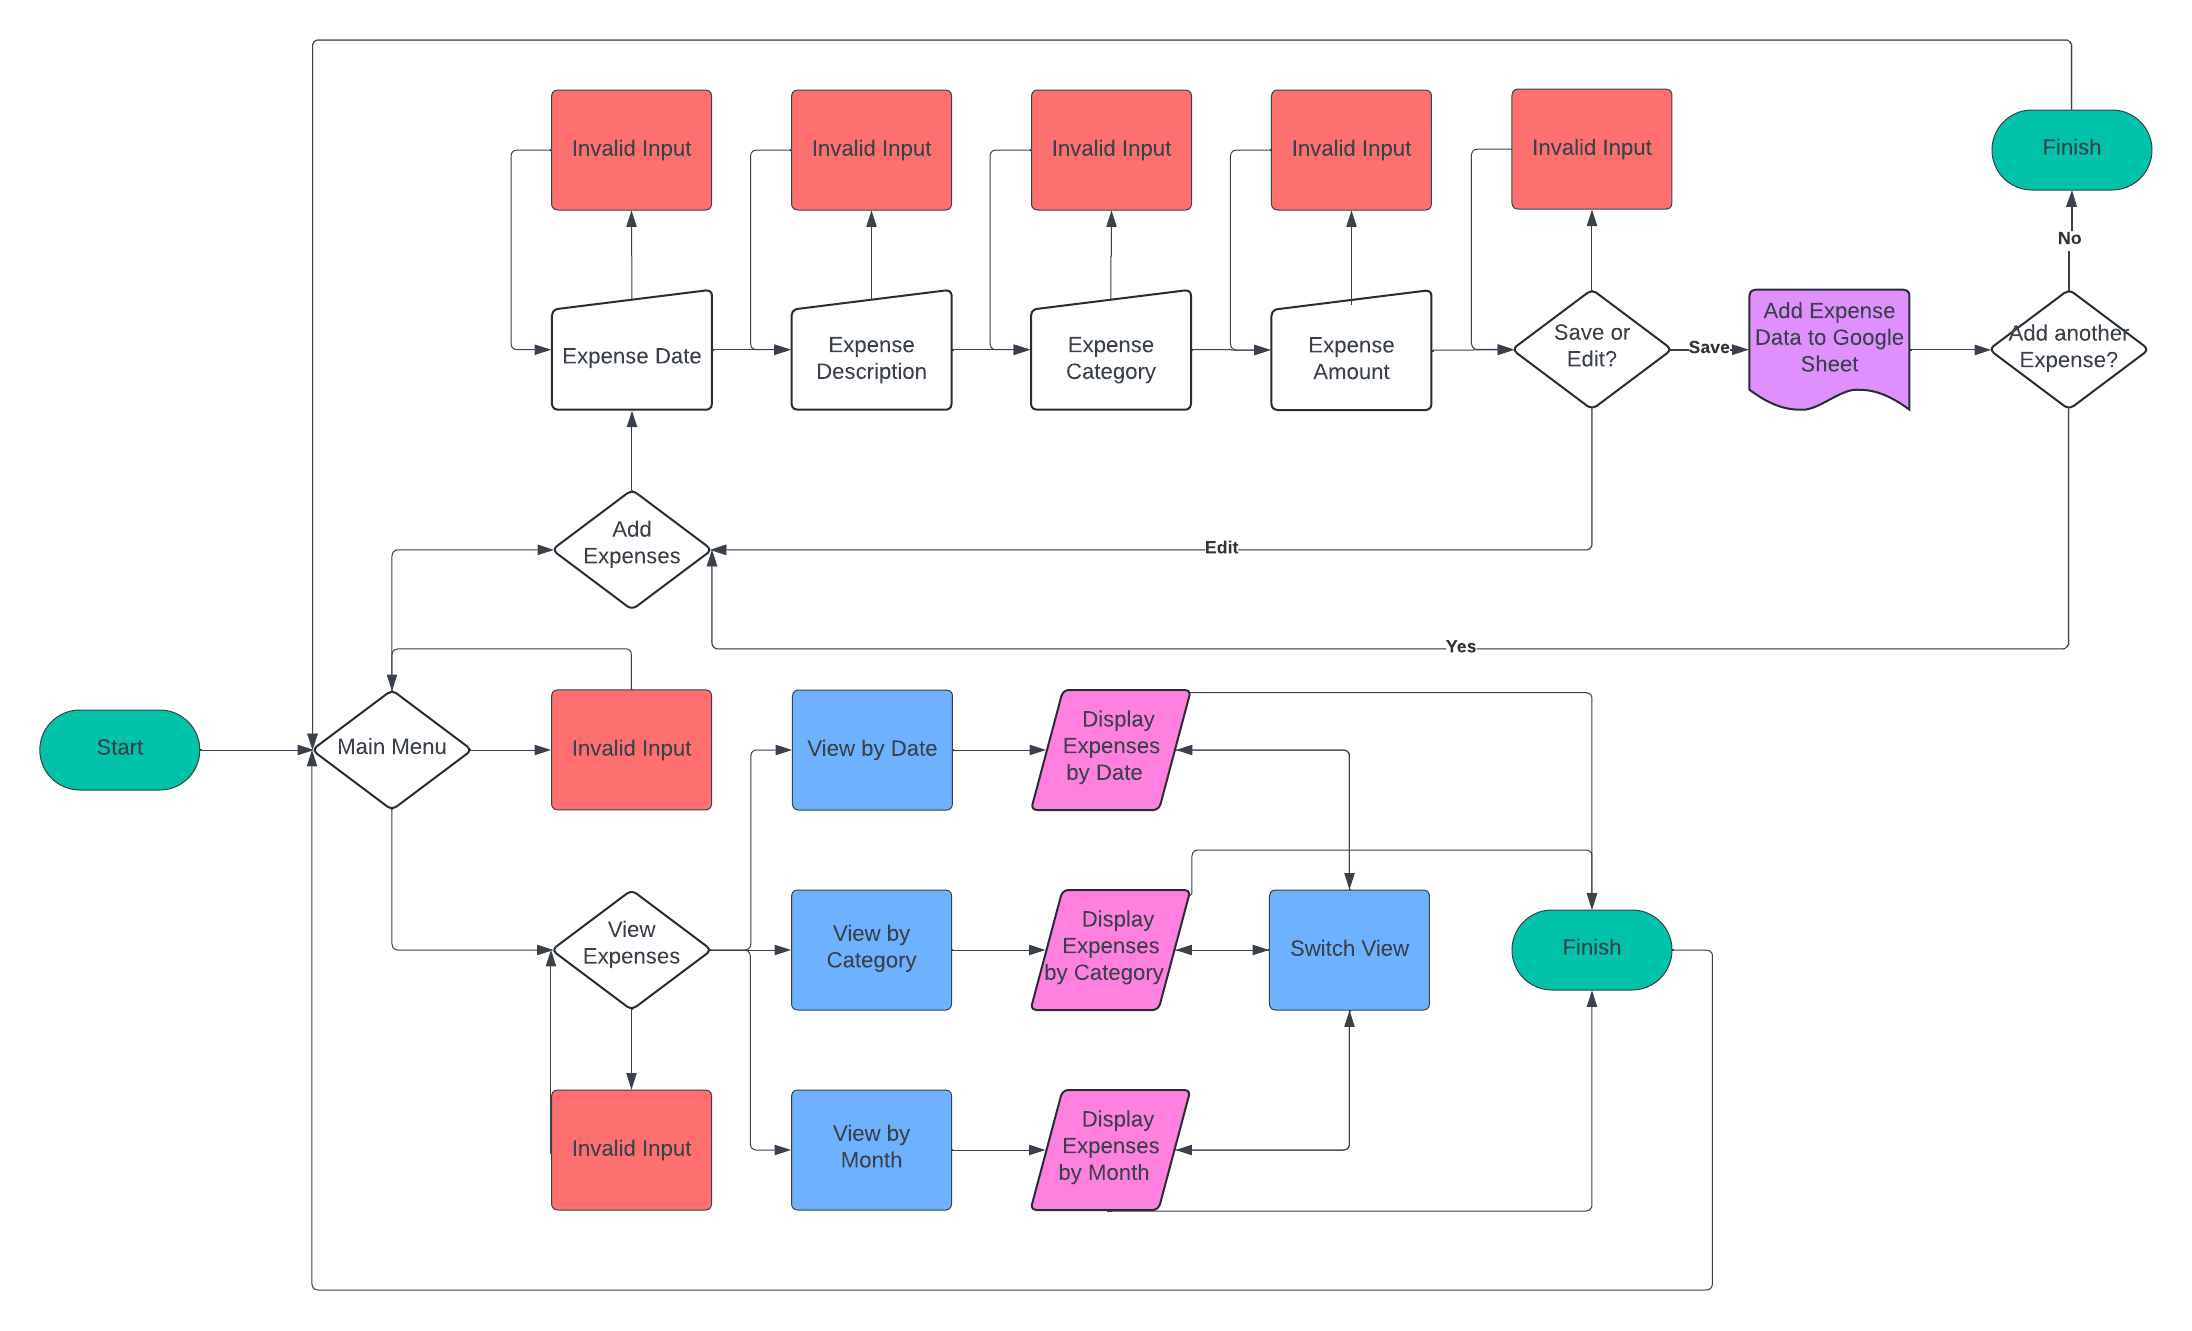 Invalid Input
Invalid Input
Invalid Input
Invalid Input
Invalid Input
Finish
No
Expense Date
Expense
Description
Expense
Category
Expense
Amount
Save or
Edit?
Save
Add Expense
Data to Google
Sheet
Add another
Expense?
Add
Expenses
Edit
Yes
Start
Main Menu
Invalid Input
View by Date
Display
Expenses
by Date
View
Expenses
View by
Category
Display
Expenses
by Category
Switch View
Finish
Invalid Input
View by
Month
Display
Expenses
by Month